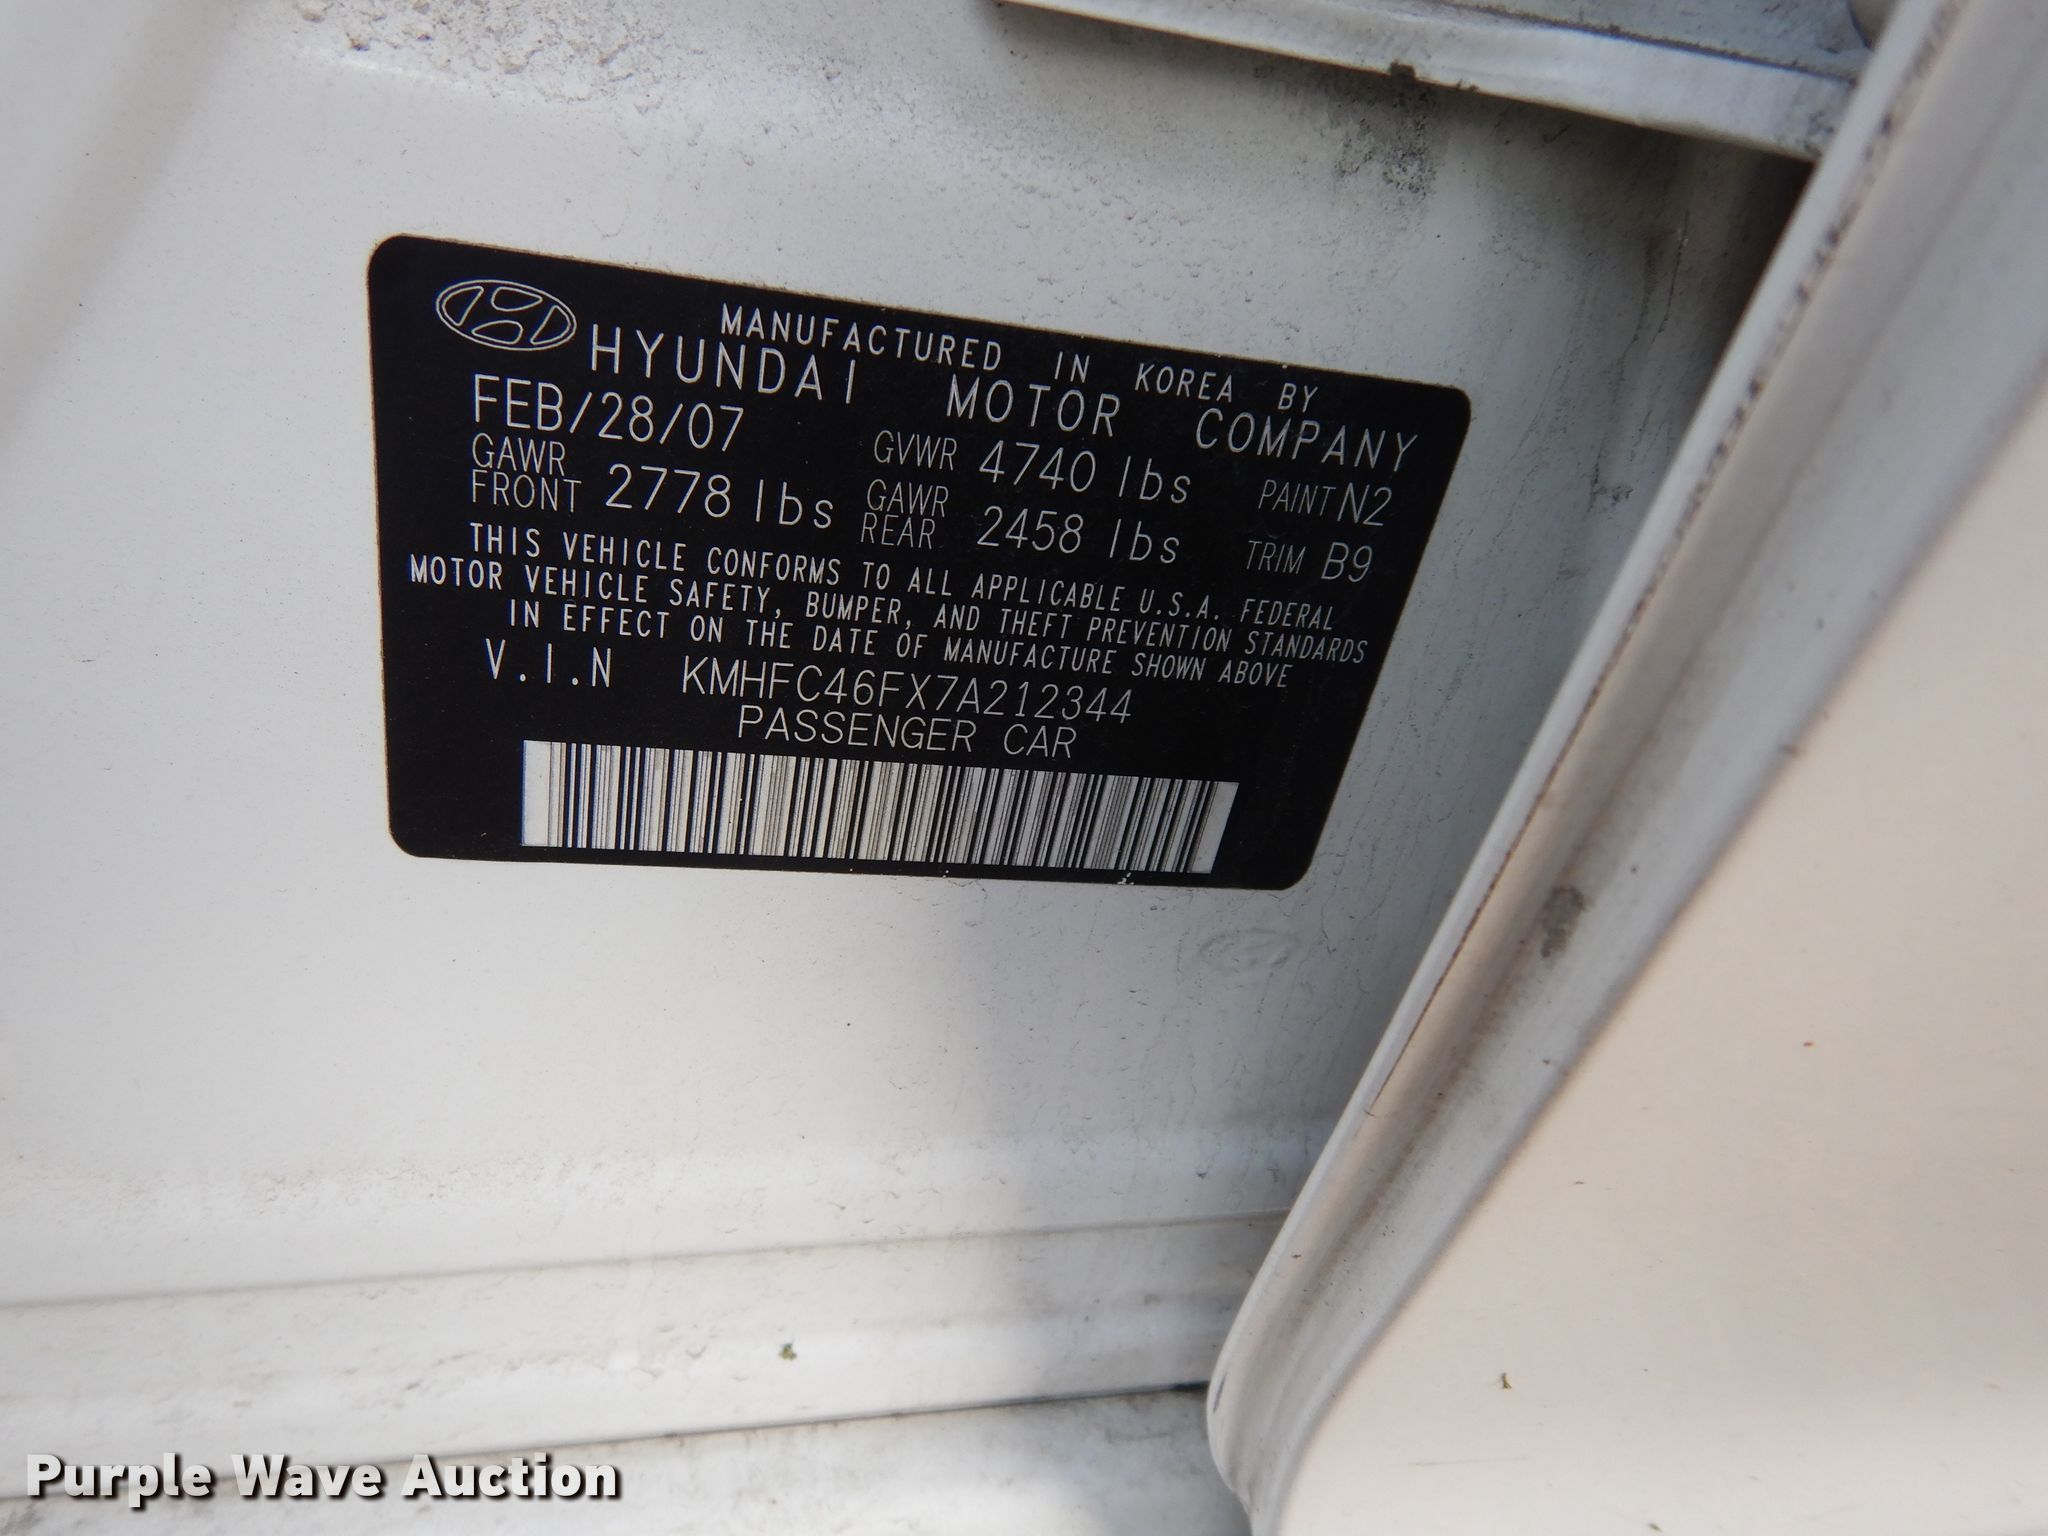 MANUFACTURED IN KOREA BY
HYUNDAI MOTOR COMPANY
FEB/28/07 GVWR 4740 lbs PAINT N2
GAWR FRONT 2778 lbs GAWR REAR 2458 lbs TRIM B9
THIS VEHICLE CONFORMS TO ALL APPLICABLE U.S.A. FEDERAL
MOTOR VEHICLE SAFETY, BUMPER, AND THEFT PREVENTION STANDARDS
IN EFFECT ON THE DATE OF MANUFACTURE SHOWN ABOVE
V.I.N KMHFC46FX7A212344
PASSENGER CAR
Purple Wave Auction